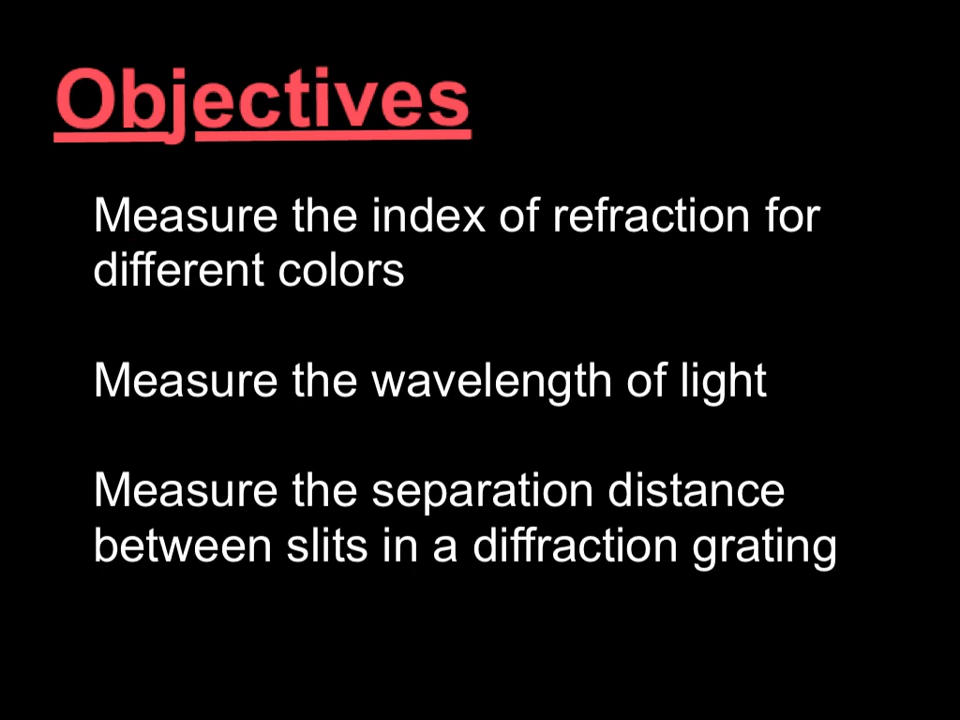 Objectives
Measure the index of refraction for
different colors
Measure the wavelength of light
Measure the separation distance
between slits in a diffraction grating